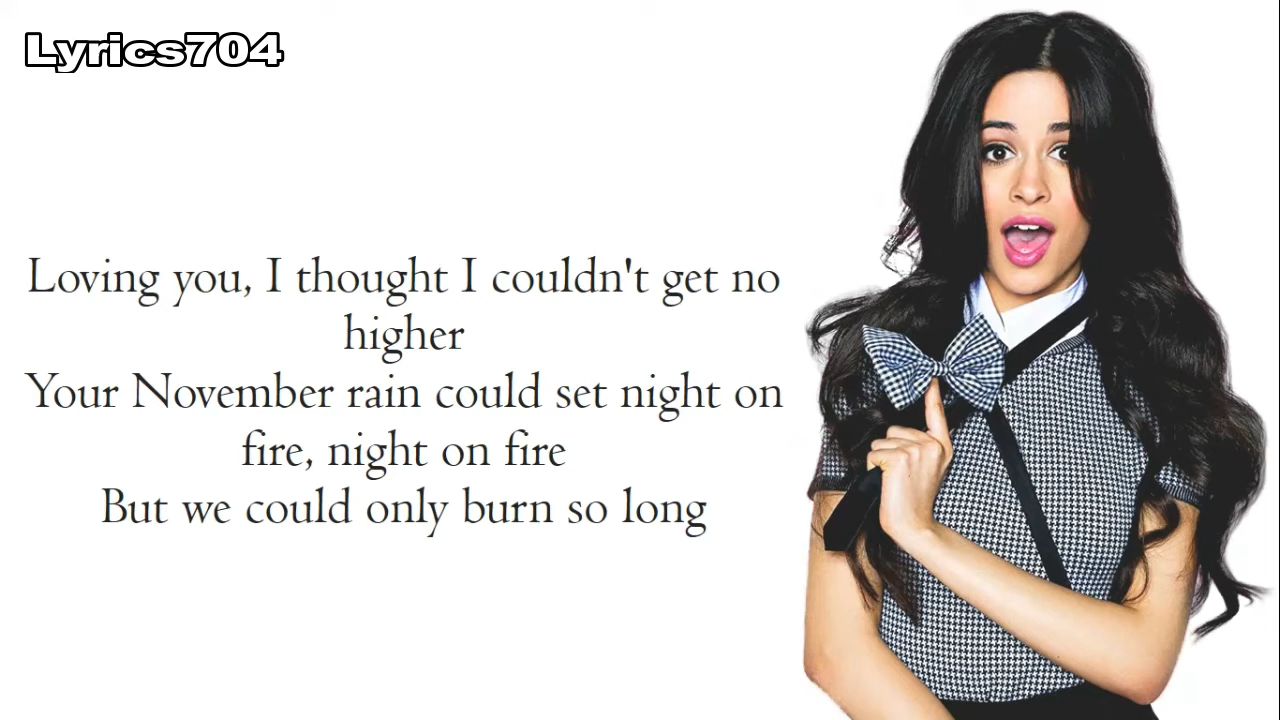 Lyrics704
Loving you, I thought I couldn't get no
higher
Your November rain could set night on
fire, night on fire
But we could only burn so long